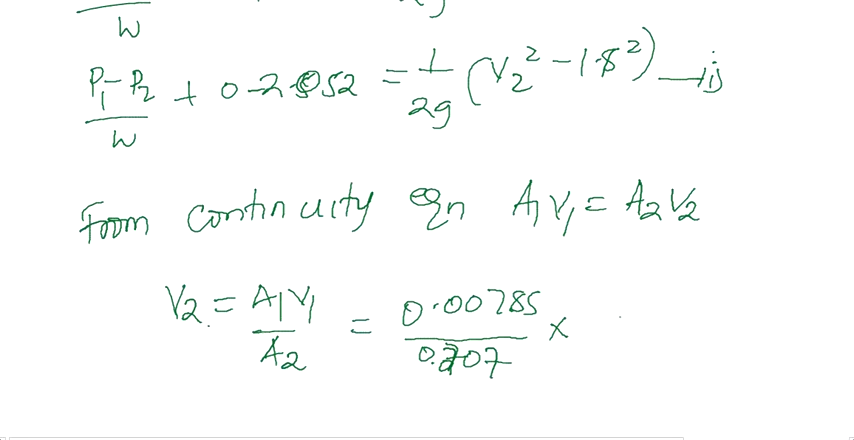 w
P1-P2/w + 0-2052 = 1/2g (V2² - 1.8²) —(i)
From continuity eqn A1V1 = A2V2
V2 = A1V1/A2 = 0.00785/0.707 ×